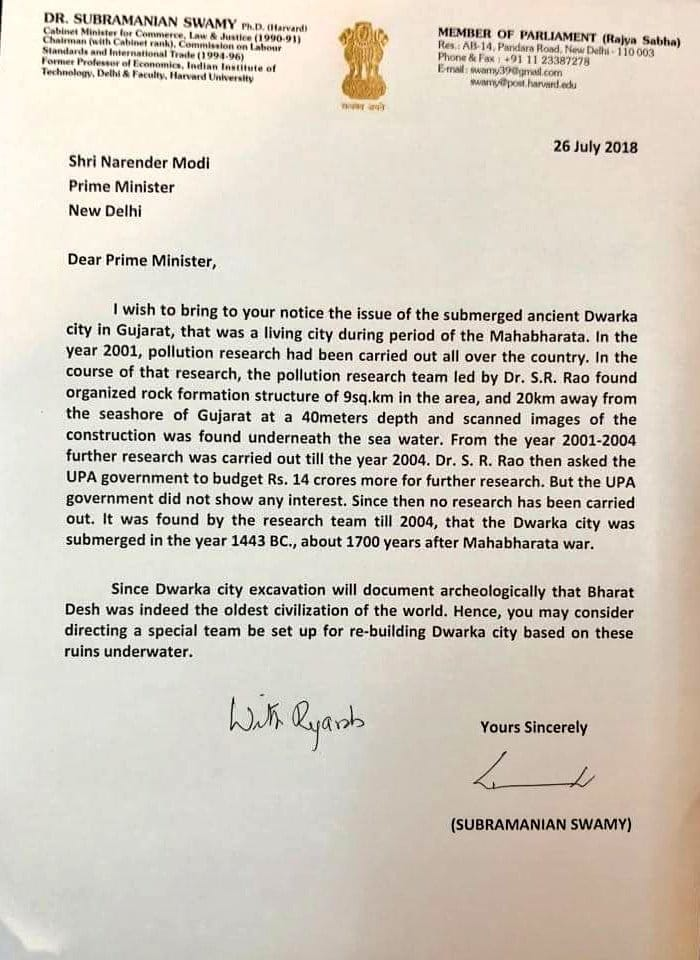 DR. SUBRAMANIAN SWAMY Ph.D. (Harvard)
Cabinet Minister for Commerce, Law & Justice (1990-91)
Chairman (with Cabinet rank), Commission on Labour
Standards and International Trade (1994-96)
Former Professor of Economics, Indian Institute of
Technology, Delhi & Faculty, Harvard University
सत्यमेव जयते
MEMBER OF PARLIAMENT (Rajya Sabha)
Res.: AB-14, Pandara Road, New Delhi - 110 003
Phone & Fax : +91 11 23387278
E-mail : swamy39@gmail.com
swamy@post.harvard.edu
26 July 2018
Shri Narender Modi
Prime Minister
New Delhi
Dear Prime Minister,
I wish to bring to your notice the issue of the submerged ancient Dwarka
city in Gujarat, that was a living city during period of the Mahabharata. In the
year 2001, pollution research had been carried out all over the country. In the
course of that research, the pollution research team led by Dr. S.R. Rao found
organized rock formation structure of 9sq.km in the area, and 20km away from
the seashore of Gujarat at a 40meters depth and scanned images of the
construction was found underneath the sea water. From the year 2001-2004
further research was carried out till the year 2004. Dr. S. R. Rao then asked the
UPA government to budget Rs. 14 crores more for further research. But the UPA
government did not show any interest. Since then no research has been carried
out. It was found by the research team till 2004, that the Dwarka city was
submerged in the year 1443 BC., about 1700 years after Mahabharata war.
Since Dwarka city excavation will document archeologically that Bharat
Desh was indeed the oldest civilization of the world. Hence, you may consider
directing a special team be set up for re-building Dwarka city based on these
ruins underwater.
With Regards
Yours Sincerely
(SUBRAMANIAN SWAMY)